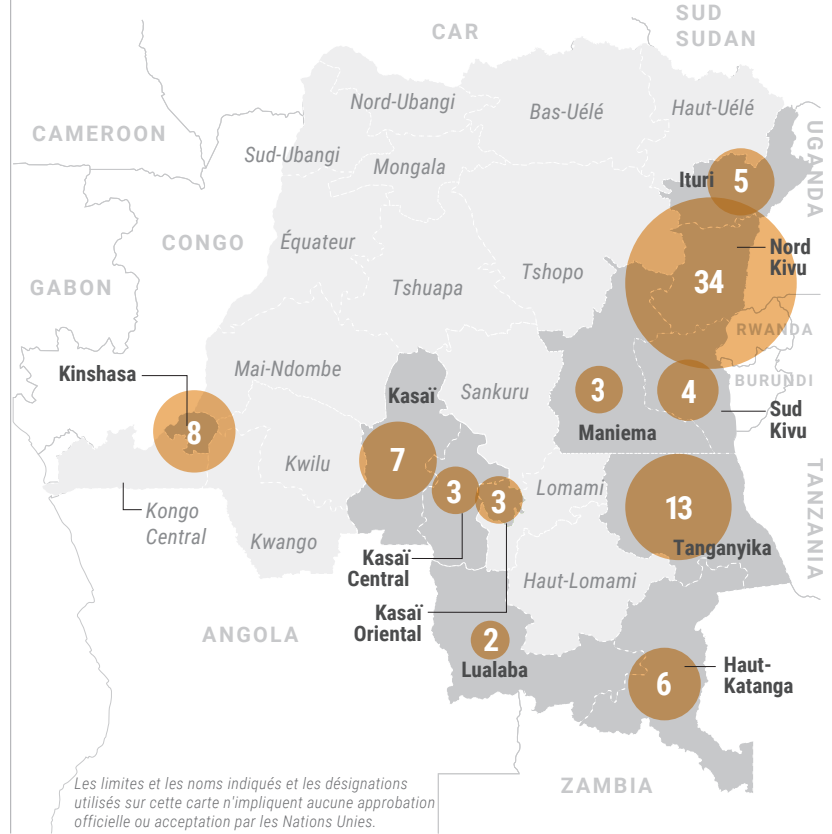 CAR
SUD
SUDAN
CAMEROON
Nord-Ubangi
Bas-Uélé
Haut-Uélé
UGANDA
Sud-Ubangi
Mongala
Ituri
5
CONGO
Équateur
Nord
Kivu
GABON
Tshuapa
Tshopo
34
RWANDA
Kinshasa
Mai-Ndombe
Kasaï
Sankuru
3
4
BURUNDI
Sud
Kivu
Maniema
8
7
Kwilu
3
3
Lomami
13
TANZANIA
Kongo
Central
Kwango
Tanganyika
Kasaï
Central
Haut-Lomami
Kasaï
Oriental
ANGOLA
2
Lualaba
6
Haut-
Katanga
ZAMBIA
Les limites et les noms indiqués et les désignations
utilisés sur cette carte n'impliquent aucune approbation
officielle ou acceptation par les Nations Unies.